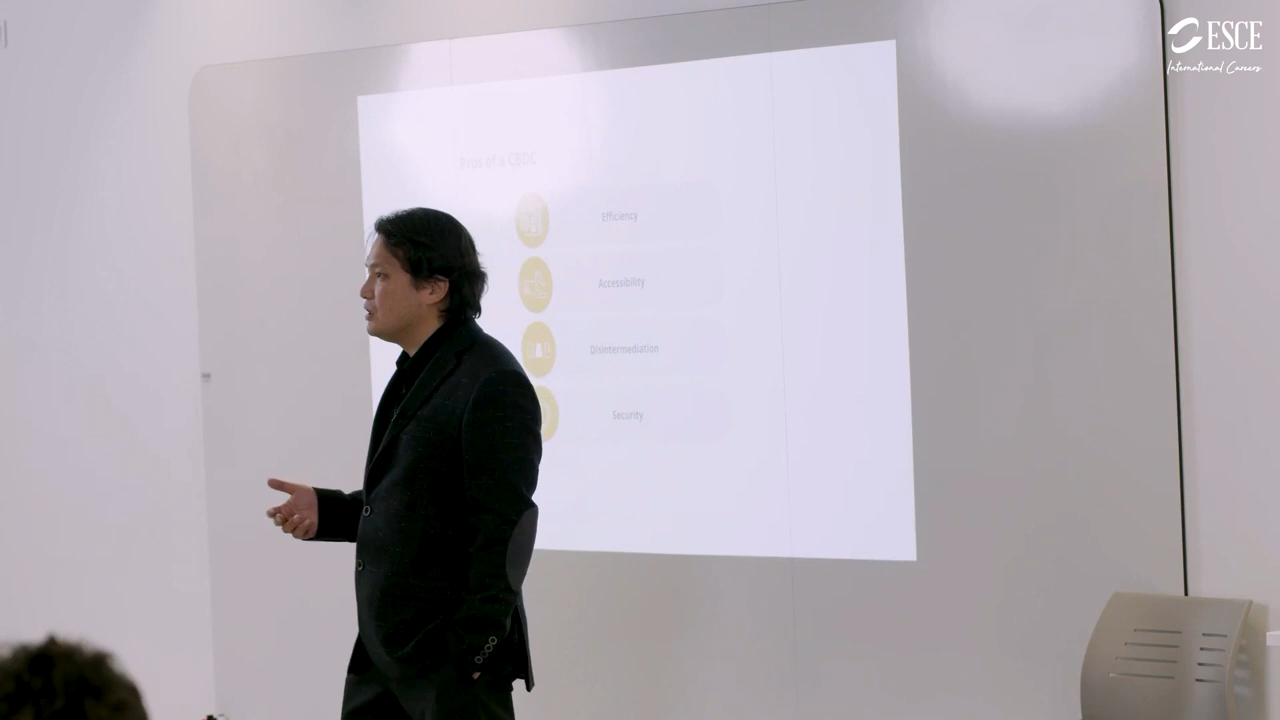 ESCE
International Careers
Pros of a CBDC
Efficiency
Accessibility
Disintermediation
Security